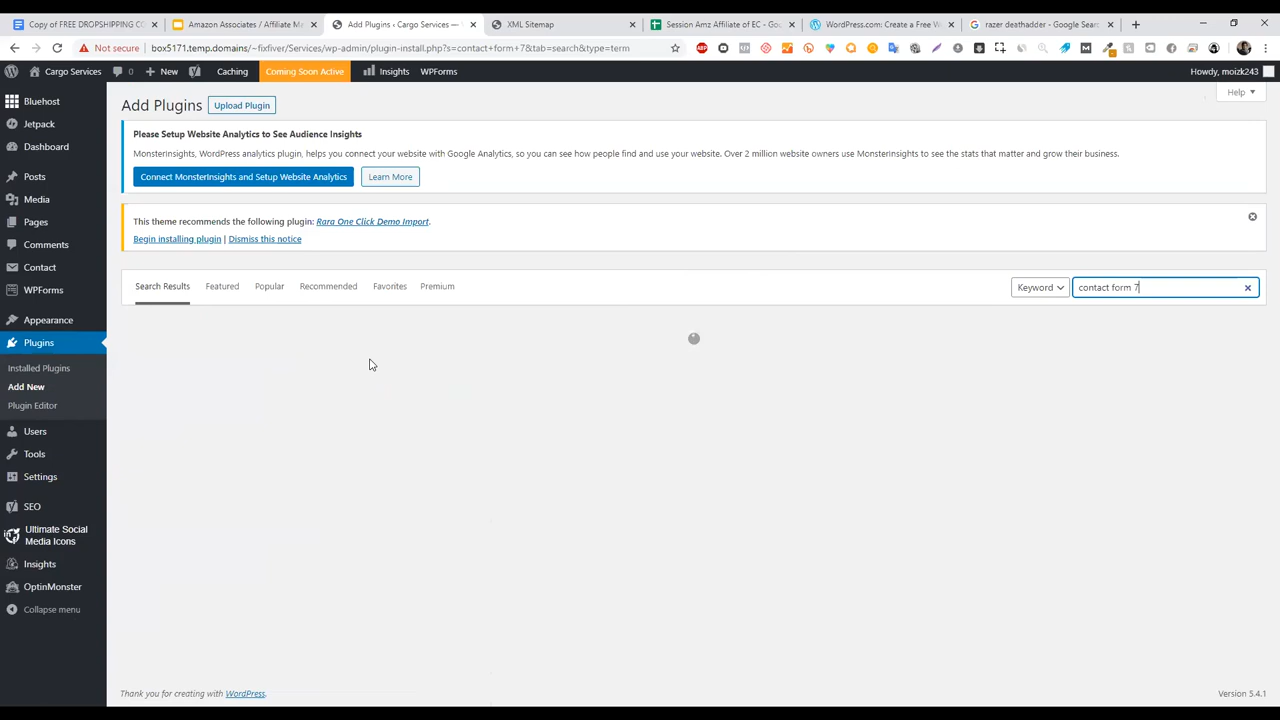 Copy of FREE DROPSHIPPING CO
Amazon Associates / Affiliate Ma
Add Plugins ‹ Cargo Services —
XML Sitemap
Session Amz Affiliate of EC - Go
WordPress.com: Create a Free W
razer deathadder - Google Sear
Not secure
box5171.temp.domains/~fixfiver/Services/wp-admin/plugin-install.php?s=contact+form+7&tab=search&type=term
Cargo Services
0
New
Caching
Coming Soon Active
Insights
WPForms
Howdy, moizk243
Bluehost
Jetpack
Dashboard
Posts
Media
Pages
Comments
Contact
WPForms
Appearance
Plugins
Installed Plugins
Add New
Plugin Editor
Users
Tools
Settings
SEO
Ultimate Social
Media Icons
Insights
OptinMonster
Collapse menu
Add Plugins
Upload Plugin
Help
Please Setup Website Analytics to See Audience Insights
MonsterInsights, WordPress analytics plugin, helps you connect your website with Google Analytics, so you can see how people find and use your website. Over 2 million website owners use MonsterInsights to see the stats that matter and grow their business.
Connect MonsterInsights and Setup Website Analytics
Learn More
This theme recommends the following plugin: Rara One Click Demo Import.
Begin installing plugin | Dismiss this notice
Search Results
Featured
Popular
Recommended
Favorites
Premium
Keyword
contact form 7
Thank you for creating with WordPress.
Version 5.4.1